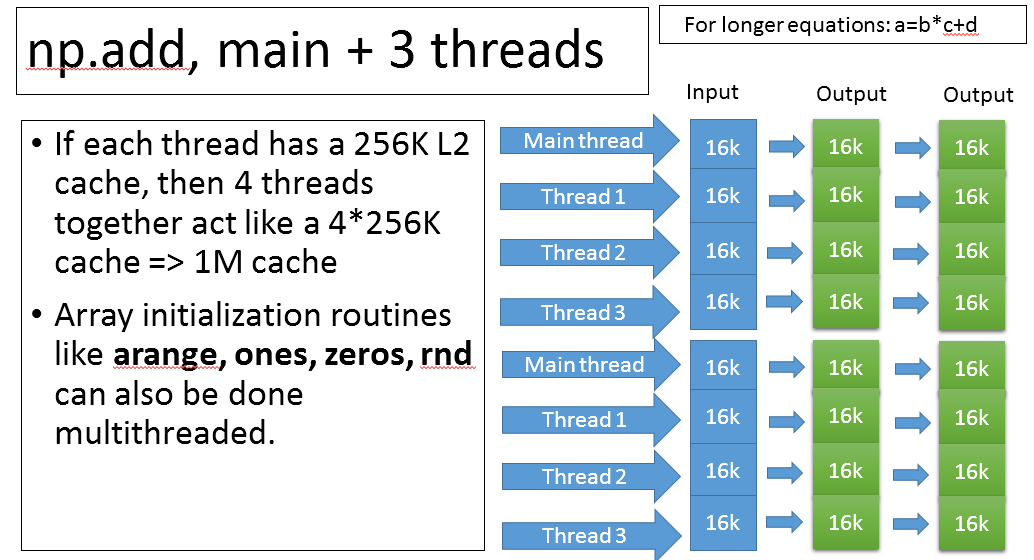 np.add, main + 3 threads
For longer equations: a=b*c+d
• If each thread has a 256K L2
cache, then 4 threads
together act like a 4*256K
cache => 1M cache
• Array initialization routines
like arange, ones, zeros, rnd
can also be done
multithreaded.
Input Output Output
Main thread 16k 16k 16k
Thread 1 16k 16k 16k
Thread 2 16k 16k 16k
Thread 3 16k 16k 16k
Main thread 16k 16k 16k
Thread 1 16k 16k 16k
Thread 2 16k 16k 16k
Thread 3 16k 16k 16k